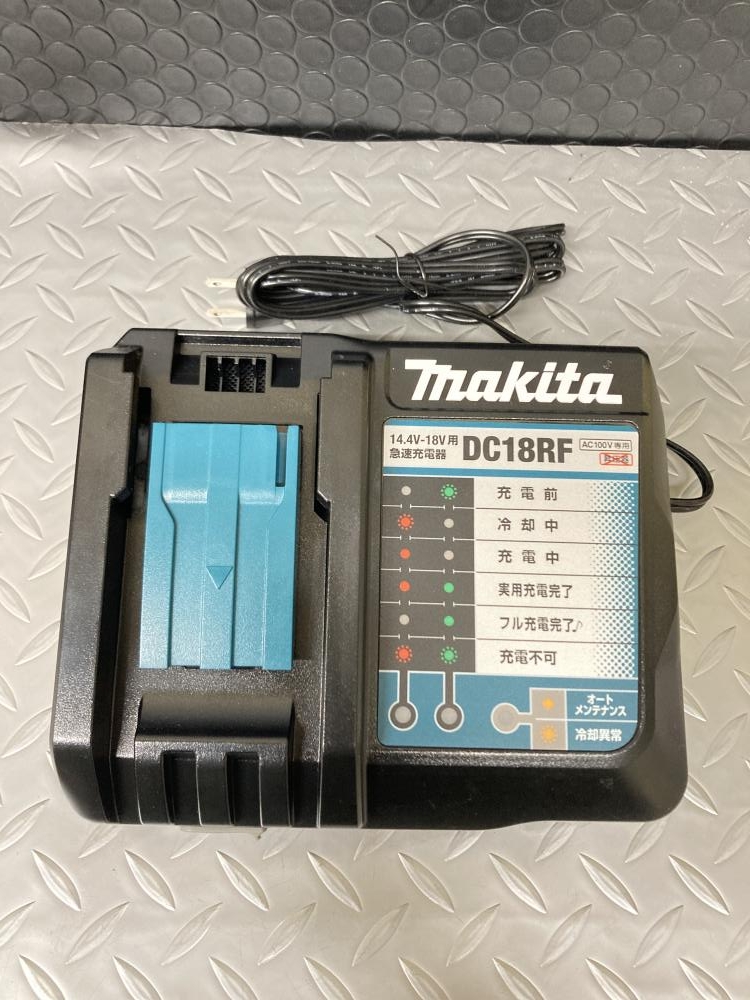 makita
14.4V-18V用
急速充電器
DC18RF
AC100V専用
充電前
冷却中
充電中
実用充電完了
フル充電完了♪
充電不可
オート
メンテナンス
冷却異常